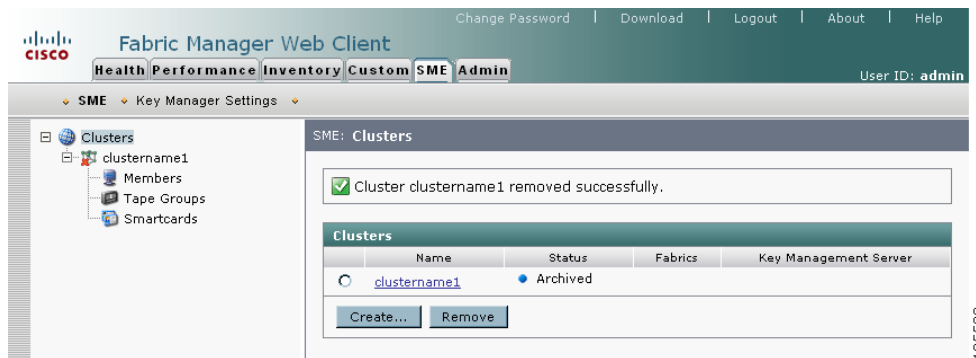 Change Password | Download | Logout | About | Help
CISCO
Fabric Manager Web Client
Health Performance Inventory Custom SME Admin
User ID: admin
SME Key Manager Settings
Clusters
clustername1
Members
Tape Groups
Smartcards
SME: Clusters
Cluster clustername1 removed successfully.
Clusters
Name Status Fabrics Key Management Server
clustername1 Archived
Create... Remove